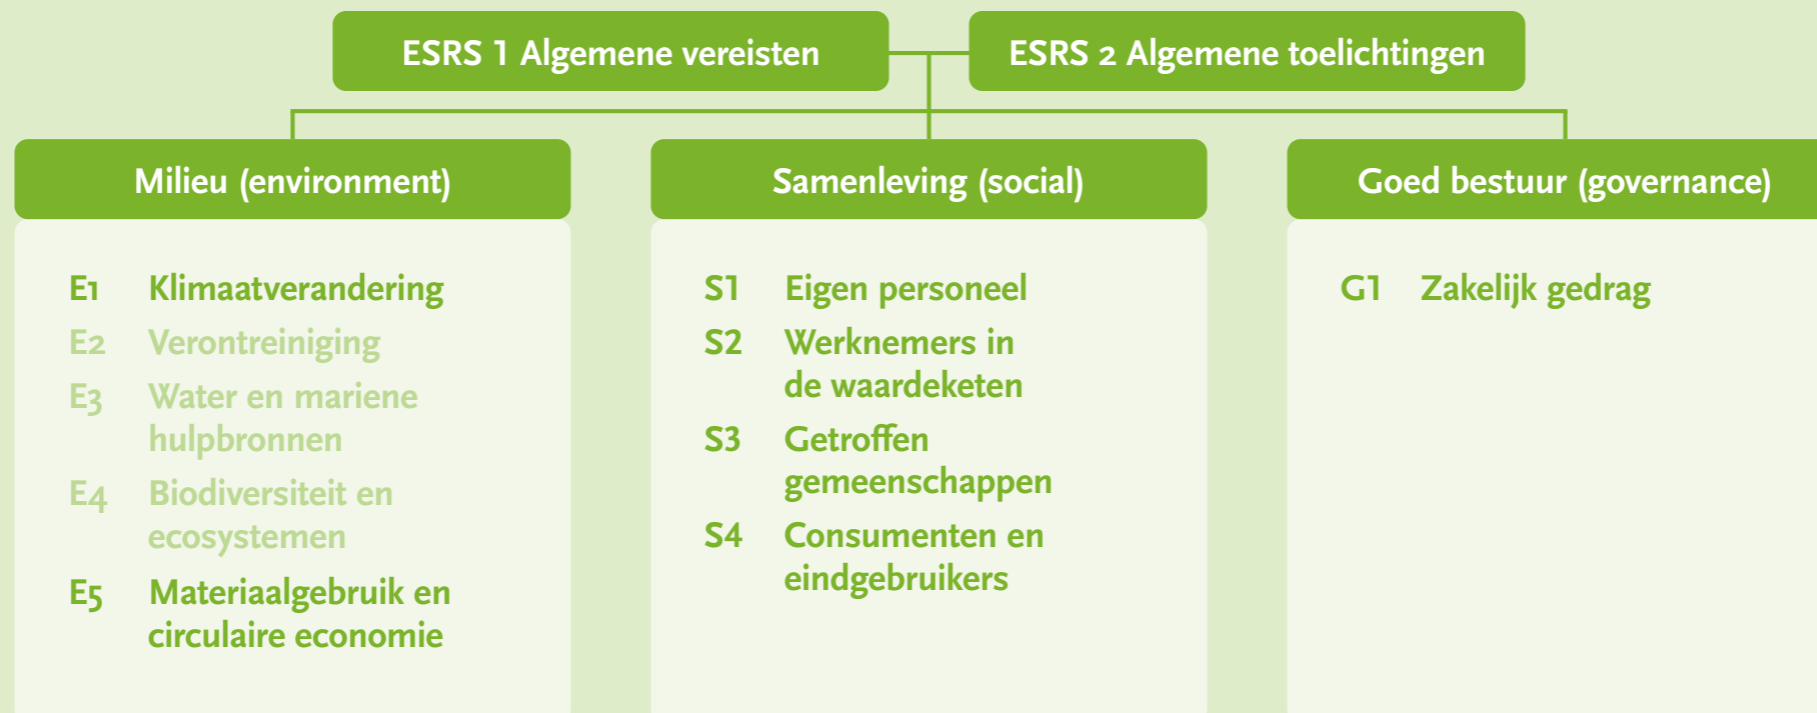 ESRS 1 Algemene vereisten
ESRS 2 Algemene toelichtingen
Milieu (environment)
E1 Klimaatverandering
E2 Verontreiniging
E3 Water en mariene
hulpbronnen
E4 Biodiversiteit en
ecosystemen
E5 Materiaalgebruik en
circulaire economie
Samenleving (social)
S1 Eigen personeel
S2 Werknemers in
de waardeketen
S3 Getroffen
gemeenschappen
S4 Consumenten en
eindgebruikers
Goed bestuur (governance)
G1 Zakelijk gedrag